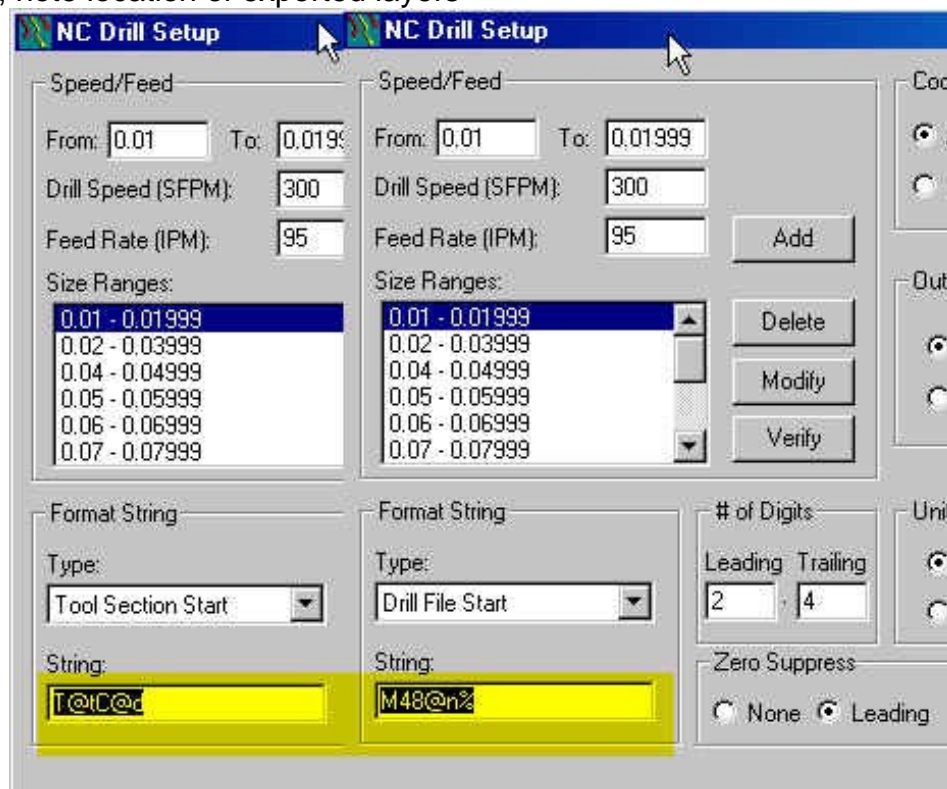 , note location of exported layers
NC Drill Setup
Speed/Feed
From: 0.01 To:
Drill Speed (SFPM): 300
Feed Rate (IPM): 95
Size Ranges:
0.01 - 0.01999
0.02 - 0.03999
0.04 - 0.04999
0.05 - 0.05999
0.06 - 0.06999
0.07 - 0.07999
Format String
Type:
Tool Section Start
String:
T@tC@d
NC Drill Setup
Speed/Feed
From: 0.01 To: 0.01999
Drill Speed (SFPM): 300
Feed Rate (IPM): 95
Add
Size Ranges:
0.01 - 0.01999
0.02 - 0.03999
0.04 - 0.04999
0.05 - 0.05999
0.06 - 0.06999
0.07 - 0.07999
Delete
Modify
Verify
Format String
Type:
Drill File Start
String:
M48@n%
# of Digits
Leading Trailing
2 . 4
Zero Suppress
None Leading